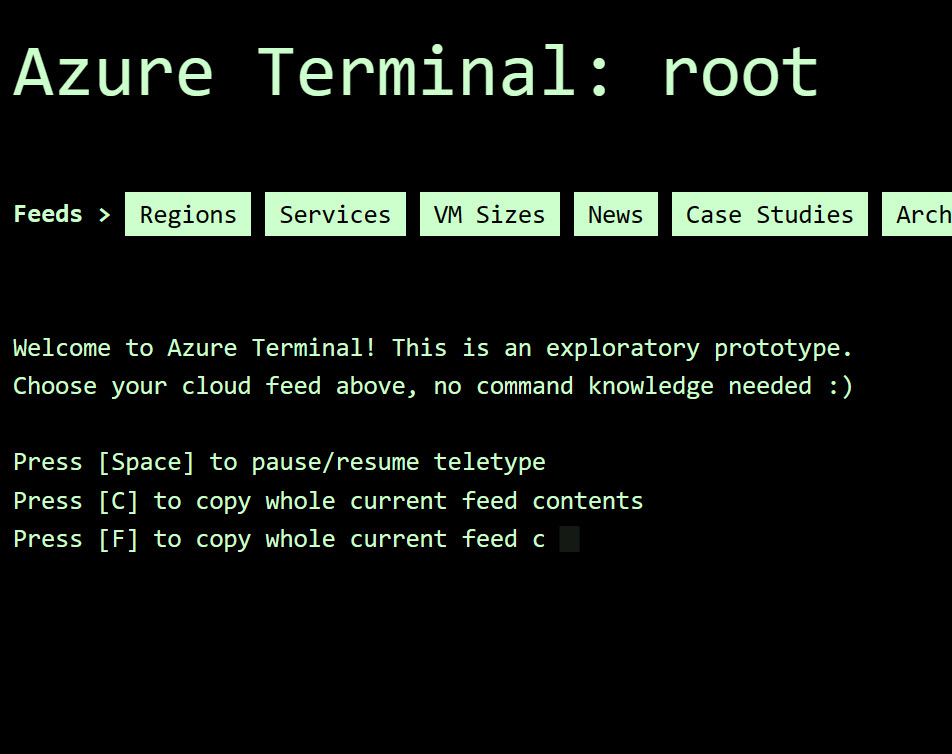 Azure Terminal: root
Feeds > Regions Services VM Sizes News Case Studies Arch
Welcome to Azure Terminal! This is an exploratory prototype.
Choose your cloud feed above, no command knowledge needed :)
Press [Space] to pause/resume teletype
Press [C] to copy whole current feed contents
Press [F] to copy whole current feed c